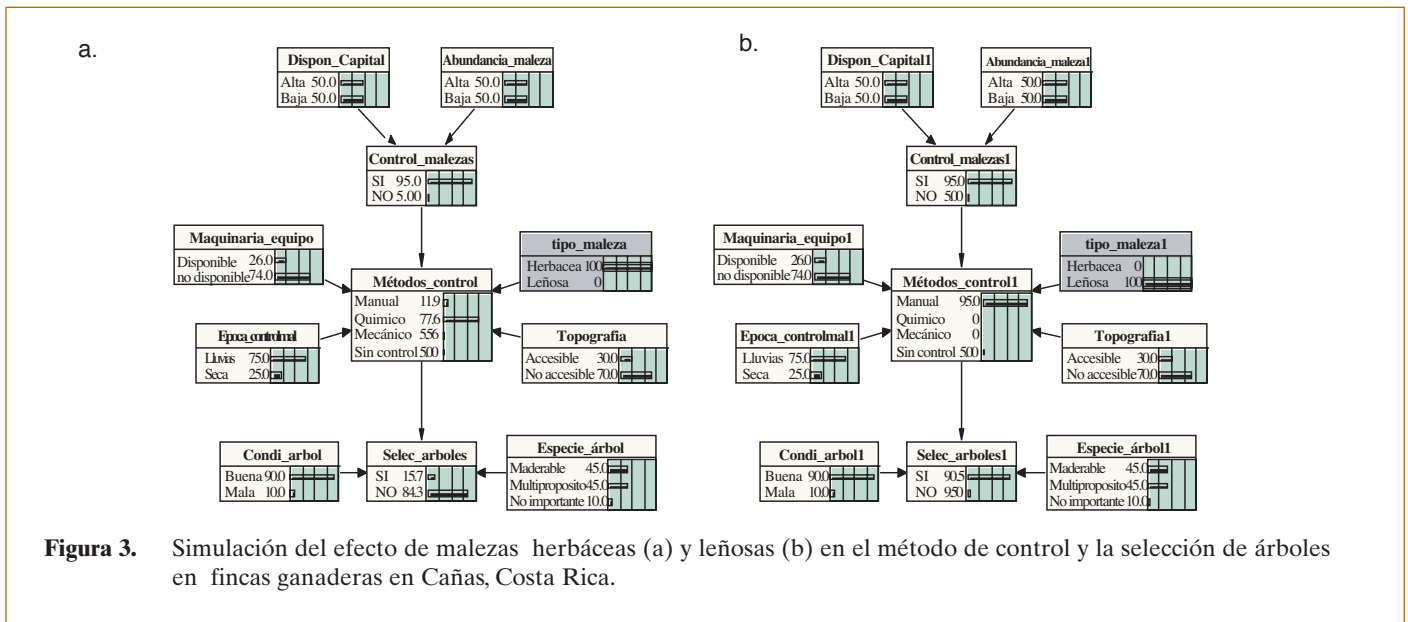 a.
Dispon_Capital
Alta 50.0
Baja 50.0
Abundancia_maleza
Alta 50.0
Baja 50.0
Control_malezas
SI 95.0
NO 5.00
Maquinaria_equipo
Disponible 26.0
no disponible 74.0
tipo_maleza
Herbacea 100
Leñosa 0
Métodos_control
Manual 11.9
Quimico 77.6
Mecánico 5.56
Sin control 5.00
Epoca_controlmal
Lluvias 75.0
Seca 25.0
Topografia
Accesible 30.0
No accesible 70.0
Condi_arbol
Buena 90.0
Mala 10.0
Selec_arboles
SI 15.7
NO 84.3
Especie_árbol
Maderable 45.0
Multiproposito 45.0
No importante 10.0
b.
Dispon_Capital1
Alta 50.0
Baja 50.0
Abundancia_maleza1
Alta 50.0
Baja 50.0
Control_malezas1
SI 95.0
NO 5.00
Maquinaria_equipo1
Disponible 26.0
no disponible 74.0
tipo_maleza1
Herbacea 0
Leñosa 100
Métodos_control1
Manual 95.0
Quimico 0
Mecánico 0
Sin control 5.00
Epoca_controlmal1
Lluvias 75.0
Seca 25.0
Topografia1
Accesible 30.0
No accesible 70.0
Condi_arbol1
Buena 90.0
Mala 10.0
Selec_arboles1
SI 90.5
NO 9.50
Especie_árbol1
Maderable 45.0
Multiproposito 45.0
No importante 10.0
Figura 3. Simulación del efecto de malezas herbáceas (a) y leñosas (b) en el método de control y la selección de árboles
en fincas ganaderas en Cañas, Costa Rica.